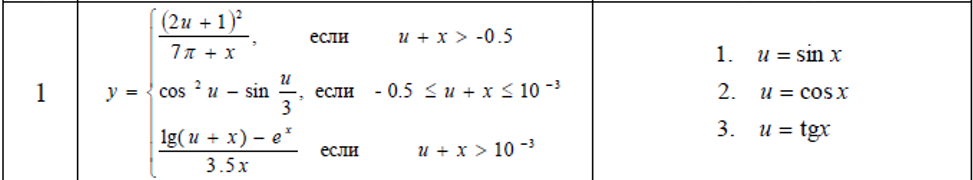 (2u + 1)²/(7π + x), если u + x > -0.5
1. u = sin x
1 y = { cos ² u – sin u/3, если - 0.5 ≤ u + x ≤ 10 ⁻³
2. u = cos x
3. u = tgx
(lg(u + x) – eˣ)/(3.5x) если u + x > 10 ⁻³